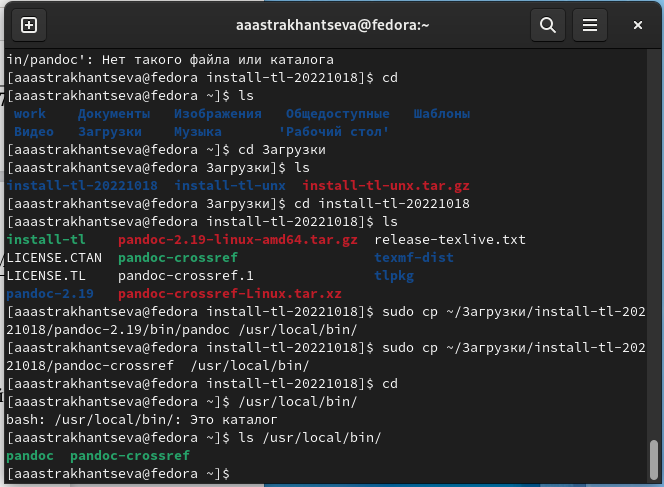 aaastrakhantseva@fedora:~
in/pandoc': Нет такого файла или каталога
[aaastrakhantseva@fedora install-tl-20221018]$ cd
[aaastrakhantseva@fedora ~]$ ls
work Документы Изображения Общедоступные Шаблоны
Видео Загрузки Музыка 'Рабочий стол'
[aaastrakhantseva@fedora ~]$ cd Загрузки
[aaastrakhantseva@fedora Загрузки]$ ls
install-tl-20221018 install-tl-unx install-tl-unx.tar.gz
[aaastrakhantseva@fedora Загрузки]$ cd install-tl-20221018
[aaastrakhantseva@fedora install-tl-20221018]$ ls
install-tl pandoc-2.19-linux-amd64.tar.gz release-texlive.txt
LICENSE.CTAN pandoc-crossref texmf-dist
LICENSE.TL pandoc-crossref.1 tlpkg
pandoc-2.19 pandoc-crossref-Linux.tar.xz
[aaastrakhantseva@fedora install-tl-20221018]$ sudo cp ~/Загрузки/install-tl-202
21018/pandoc-2.19/bin/pandoc /usr/local/bin/
[aaastrakhantseva@fedora install-tl-20221018]$ sudo cp ~/Загрузки/install-tl-202
21018/pandoc-crossref /usr/local/bin/
[aaastrakhantseva@fedora install-tl-20221018]$ cd
[aaastrakhantseva@fedora ~]$ /usr/local/bin/
bash: /usr/local/bin/: Это каталог
[aaastrakhantseva@fedora ~]$ ls /usr/local/bin/
pandoc pandoc-crossref
[aaastrakhantseva@fedora ~]$